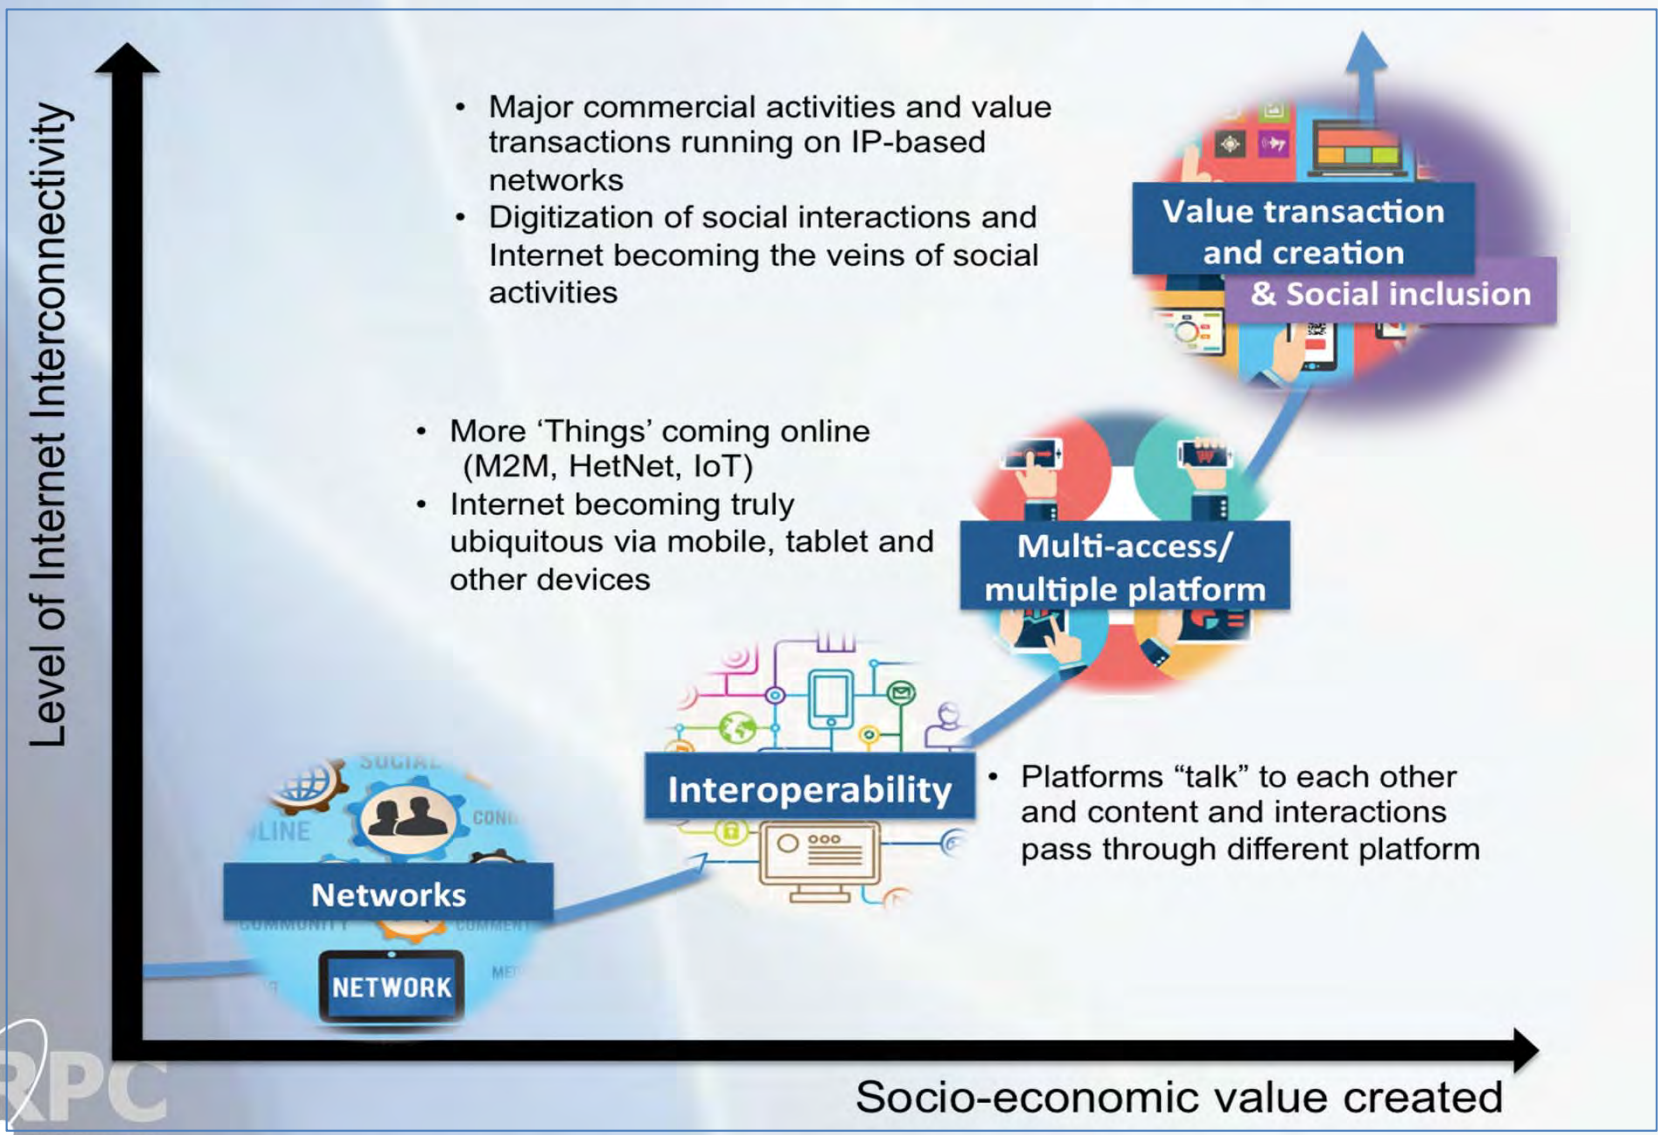 Level of Internet Interconnectivity
• Major commercial activities and value
transactions running on IP-based
networks
• Digitization of social interactions and
Internet becoming the veins of social
activities
Value transaction
and creation
& Social inclusion
• More ‘Things’ coming online
(M2M, HetNet, IoT)
• Internet becoming truly
ubiquitous via mobile, tablet and
other devices
Multi-access/
multiple platform
Interoperability
• Platforms “talk” to each other
and content and interactions
pass through different platform
SOCIAL
Networks
COMMUNITY
NETWORK
RPC
Socio-economic value created